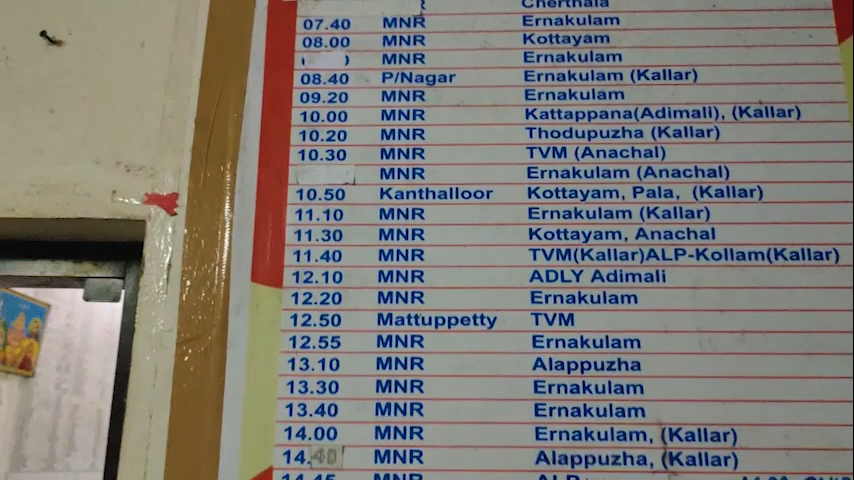 Cherthala
07.40 MNR Ernakulam
08.00 MNR Kottayam
MNR Ernakulam
08.40 P/Nagar Ernakulam (Kallar)
09.20 MNR Ernakulam
10.00 MNR Kattappana(Adimali), (Kallar)
10.20 MNR Thodupuzha (Kallar)
10.30 MNR TVM (Anachal)
MNR Ernakulam (Anachal)
10.50 Kanthalloor Kottayam, Pala, (Kallar)
11.10 MNR Ernakulam (Kallar)
11.30 MNR Kottayam, Anachal
11.40 MNR TVM(Kallar)ALP-Kollam(Kallar)
12.10 MNR ADLY Adimali
12.20 MNR Ernakulam
12.50 Mattuppetty TVM
12.55 MNR Ernakulam
13.10 MNR Alappuzha
13.30 MNR Ernakulam
13.40 MNR Ernakulam
14.00 MNR Ernakulam, (Kallar)
14.40 MNR Alappuzha, (Kallar)
14.45 MNR ALP